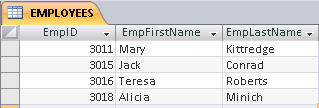 EMPLOYEES
EmpID EmpFirstName EmpLastName
3011 Mary Kittredge
3015 Jack Conrad
3016 Teresa Roberts
3018 Alicia Minich